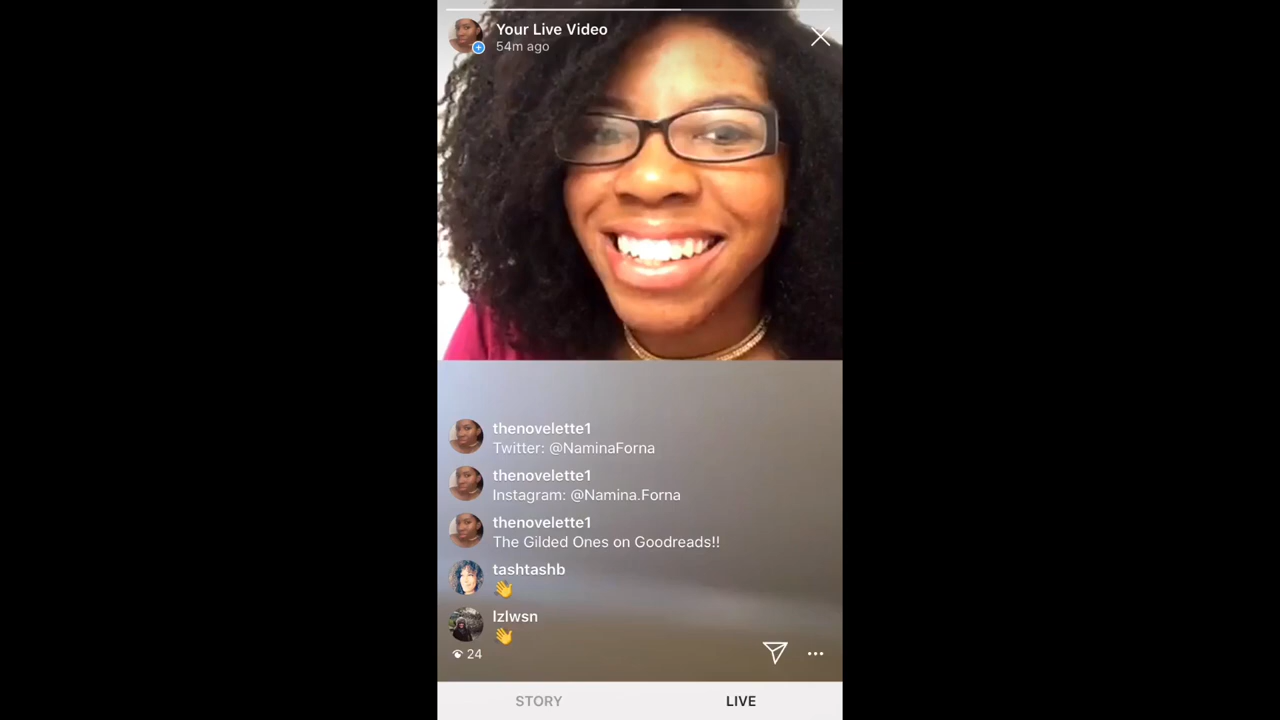 Your Live Video
54m ago
thenovelette1
Twitter: @NaminaForna
thenovelette1
Instagram: @Namina.Forna
thenovelette1
The Gilded Ones on Goodreads!!
tashtashb
👋
lzlwsn
👋
24
STORY
LIVE